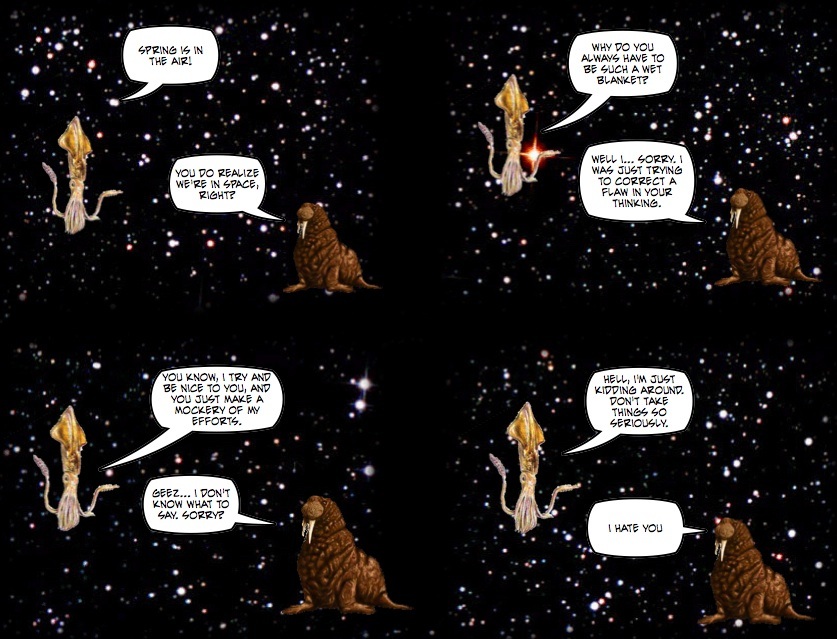 SPRING IS IN
THE AIR!
YOU DO REALIZE
WE'RE IN SPACE,
RIGHT?
WHY DO YOU
ALWAYS HAVE TO
BE SUCH A WET
BLANKET?
WELL I... SORRY. I
WAS JUST TRYING
TO CORRECT A
FLAW IN YOUR
THINKING.
YOU KNOW, I TRY AND
BE NICE TO YOU, AND
YOU JUST MAKE A
MOCKERY OF MY
EFFORTS.
GEEZ... I DON'T
KNOW WHAT TO
SAY. SORRY?
HELL, I'M JUST
KIDDING AROUND.
DON'T TAKE
THINGS SO
SERIOUSLY.
I HATE YOU